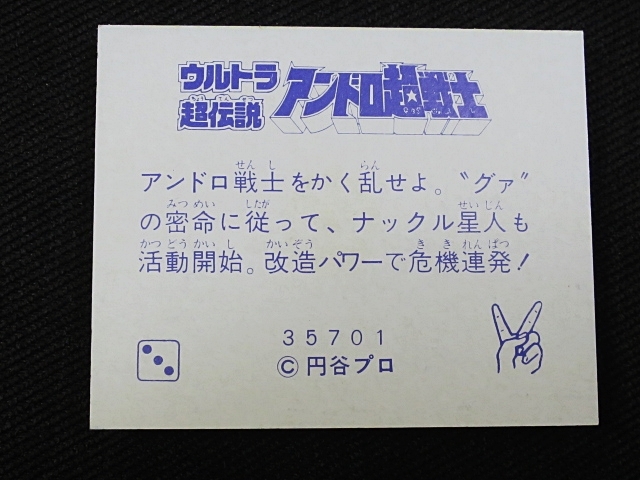 ウルトラ
超伝説 アンドロ超戦士
アンドロ戦士をかく乱せよ。〝グァ〟
の密命に従って、ナックル星人も
活動開始。改造パワーで危機連発！
35701
©円谷プロ